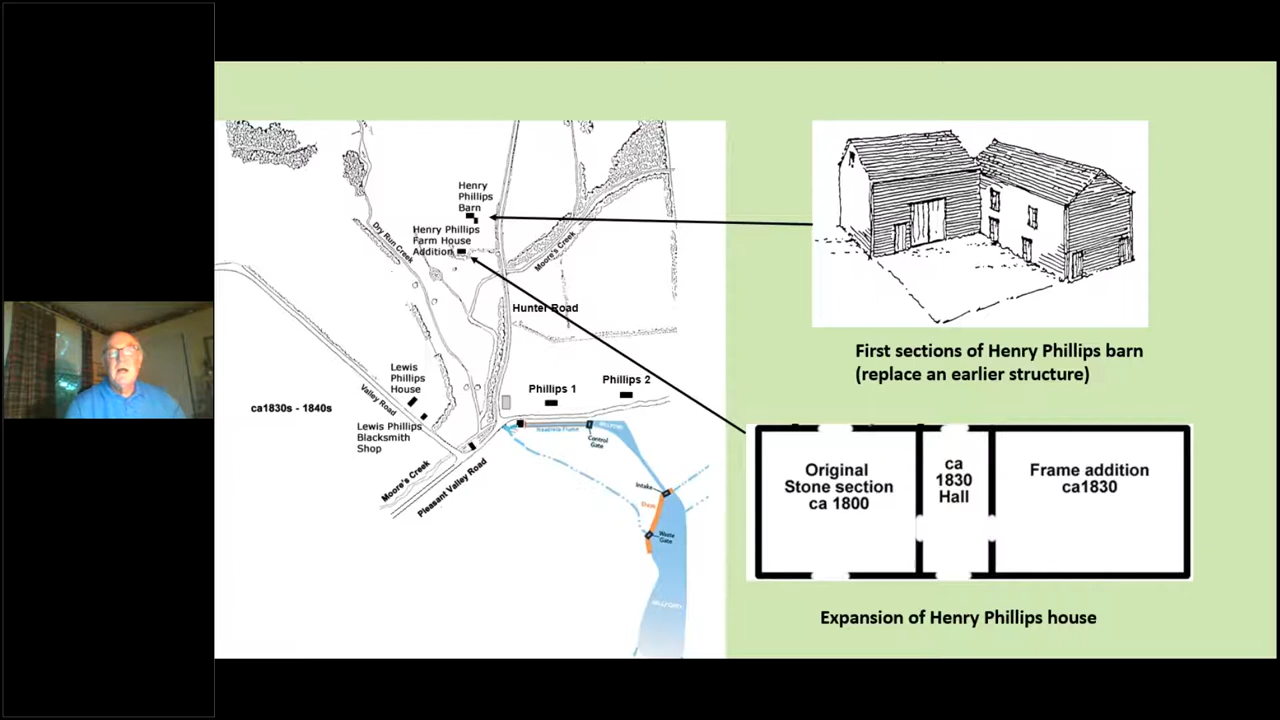 Henry
Phillips
Barn
Henry Phillips
Farm House
Addition
Dry Run Creek
Moore's Creek
Hunter Road
Lewis
Phillips
House
Phillips 1
Phillips 2
Valley Road
ca1830s - 1840s
Lewis Phillips
Blacksmith
Shop
Headrace Flume
Control
Gate
Moore's Creek
Pleasant Valley Road
Intake
Dam
Waste
Gate
First sections of Henry Phillips barn
(replace an earlier structure)
Original
Stone section
ca 1800
ca
1830
Hall
Frame addition
ca1830
Expansion of Henry Phillips house